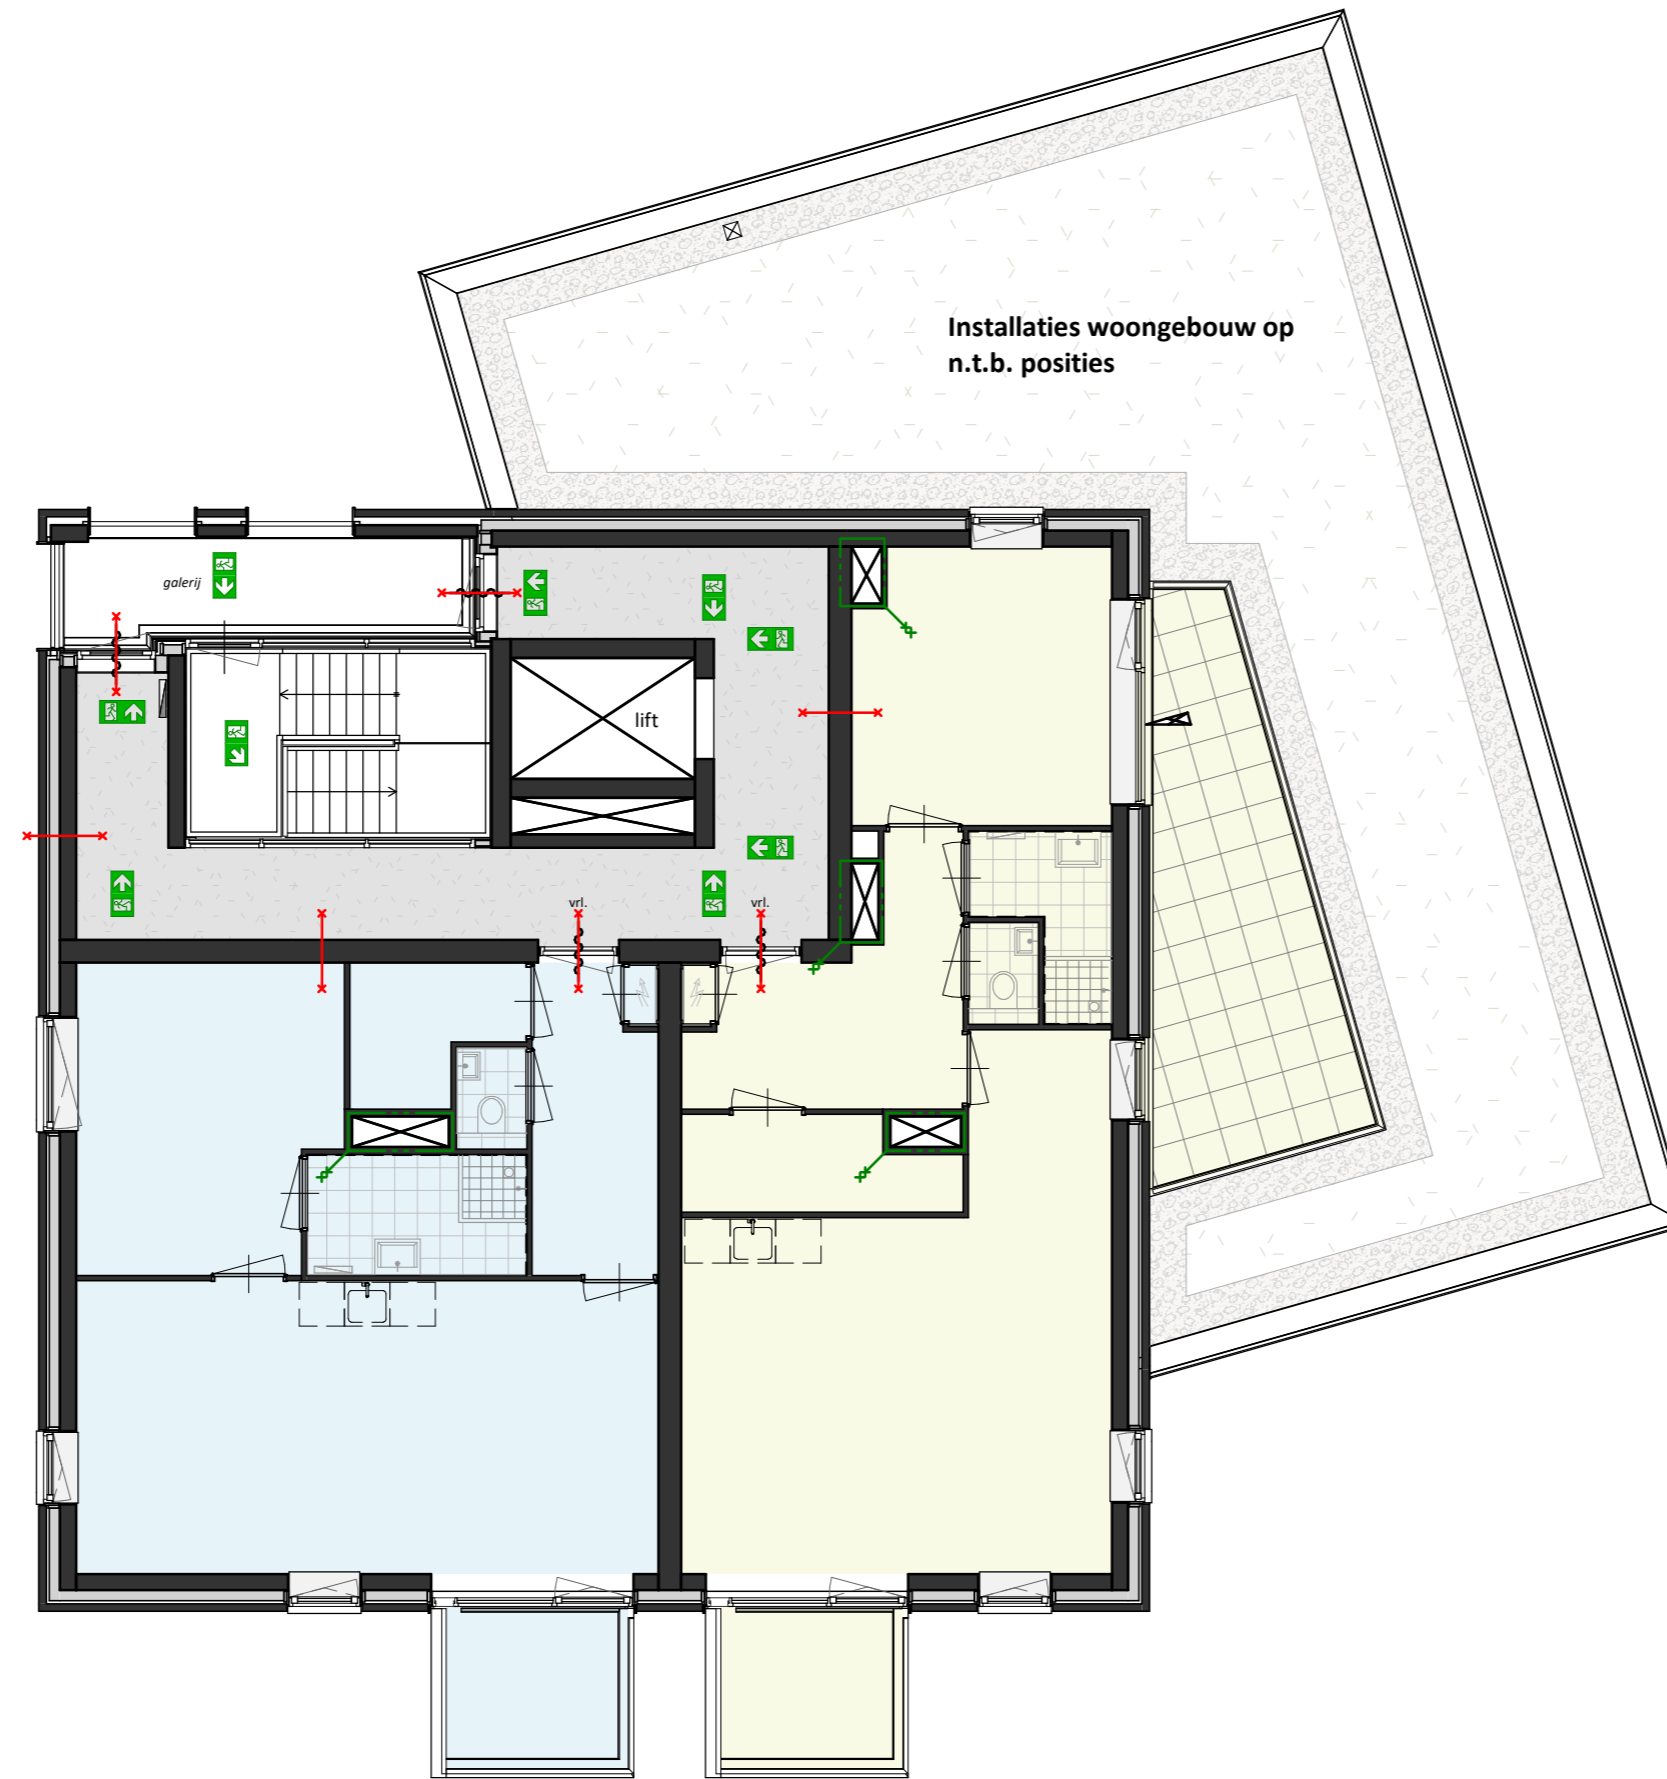 Installaties woongebouw op
n.t.b. posities
galerij
lift
vrl.
vrl.